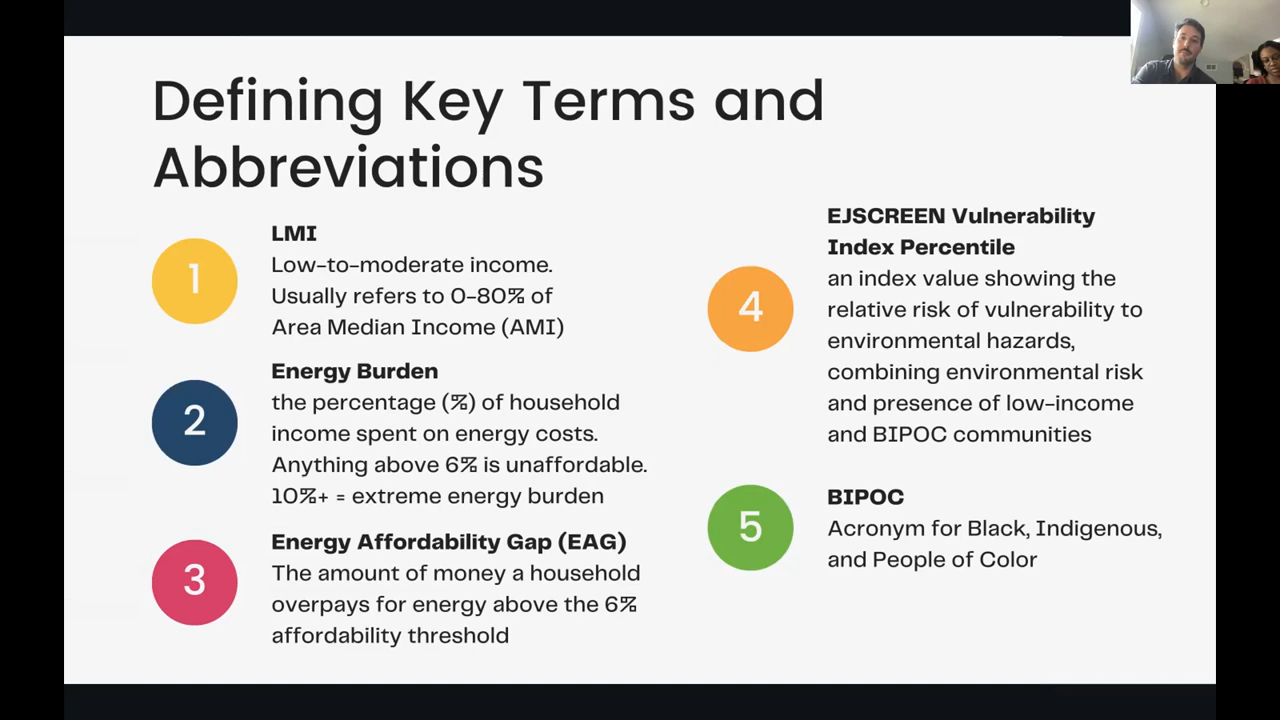 Defining Key Terms and
Abbreviations
1
LMI
Low-to-moderate income.
Usually refers to 0-80% of
Area Median Income (AMI)
2
Energy Burden
the percentage (%) of household
income spent on energy costs.
Anything above 6% is unaffordable.
10%+ = extreme energy burden
3
Energy Affordability Gap (EAG)
The amount of money a household
overpays for energy above the 6%
affordability threshold
4
EJSCREEN Vulnerability
Index Percentile
an index value showing the
relative risk of vulnerability to
environmental hazards,
combining environmental risk
and presence of low-income
and BIPOC communities
5
BIPOC
Acronym for Black, Indigenous,
and People of Color